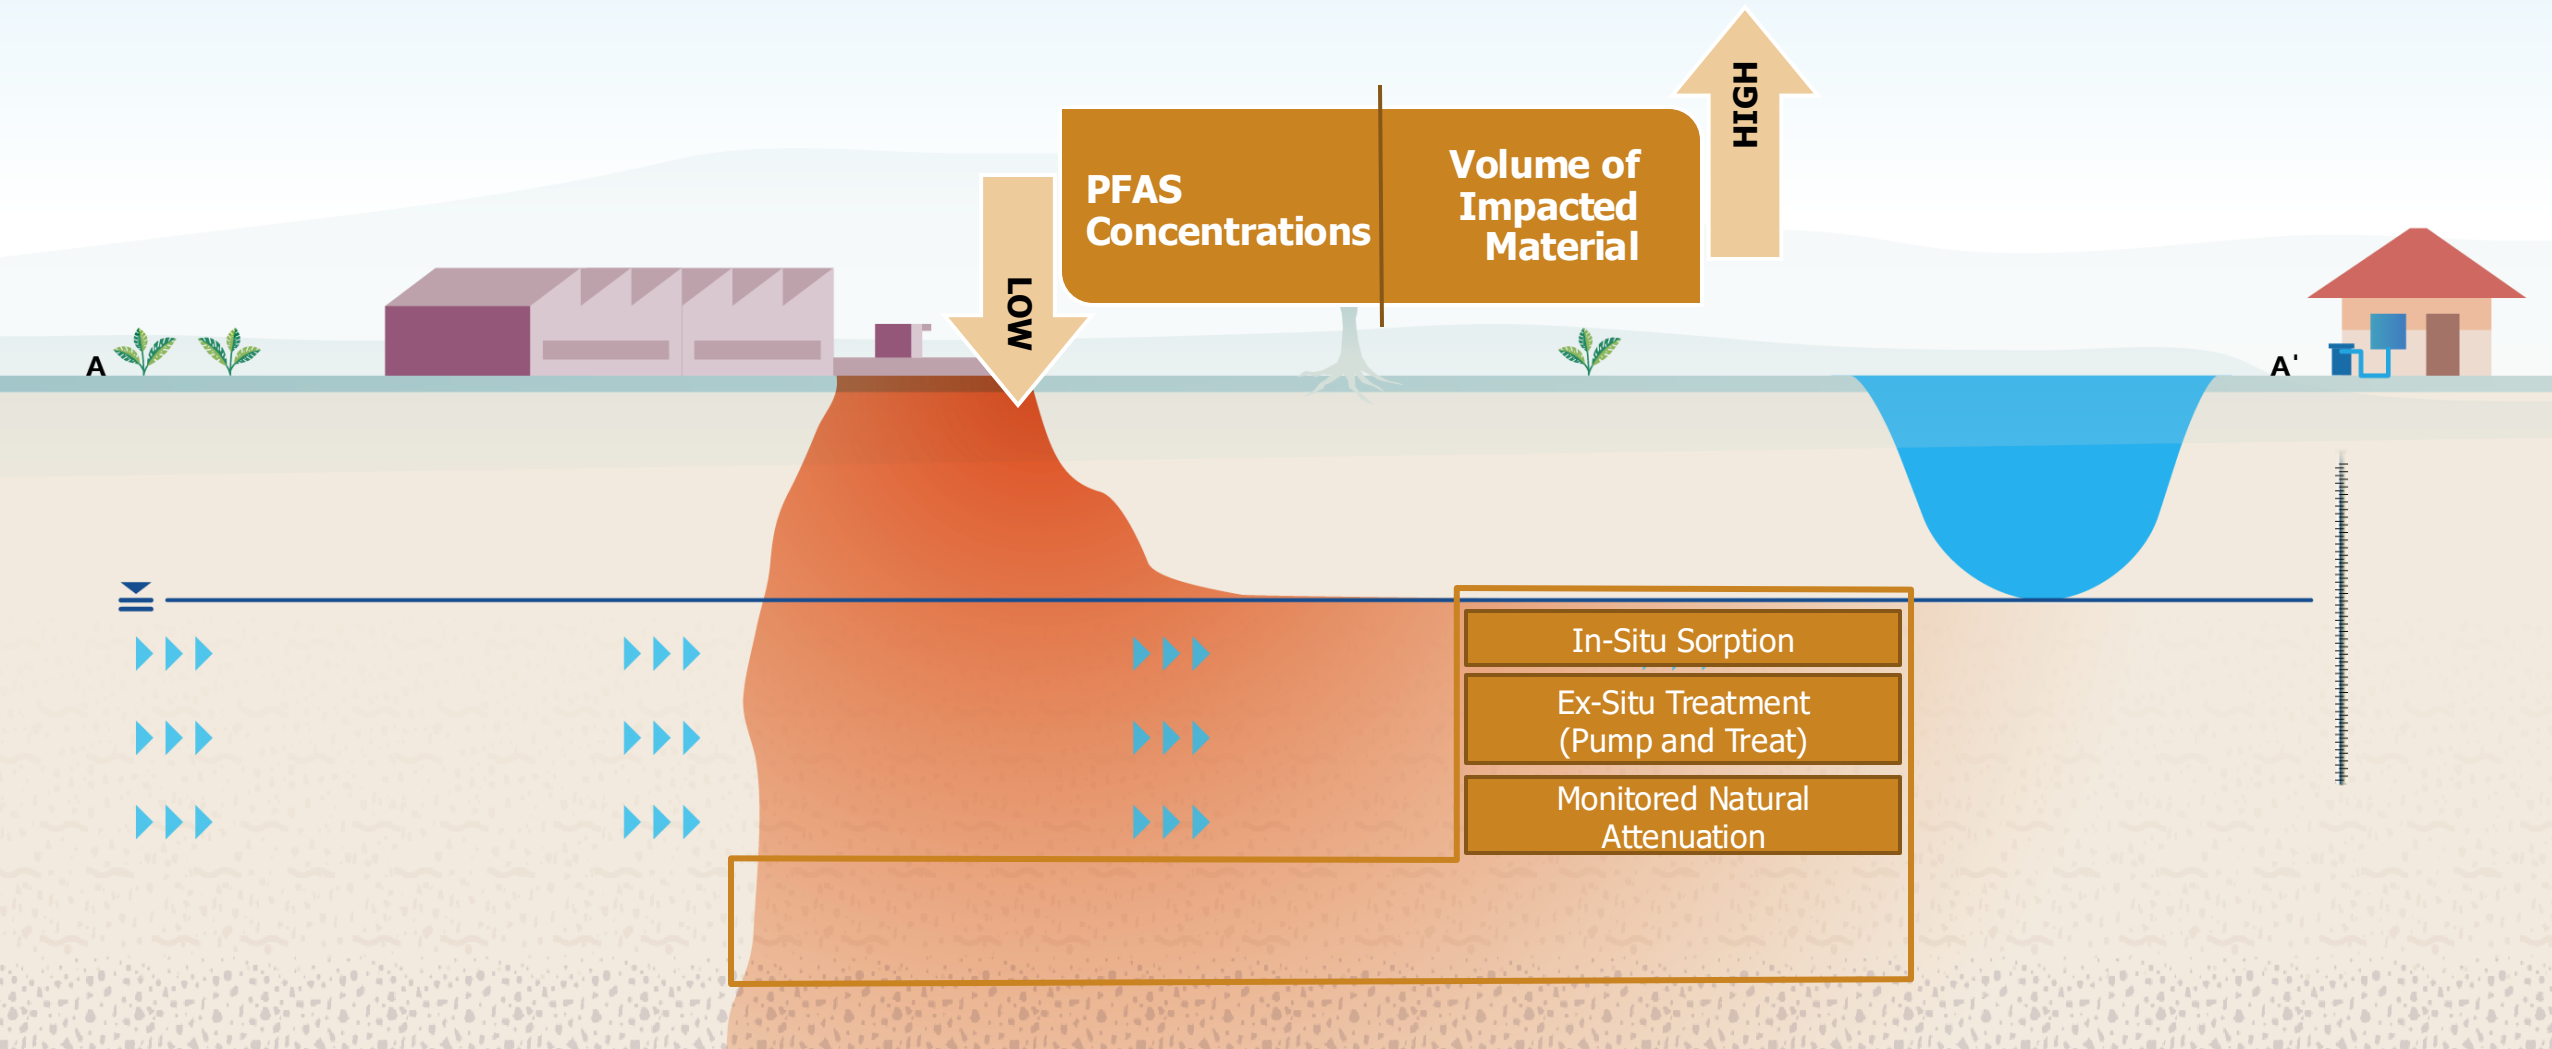 HIGH
PFAS
Concentrations
Volume of
Impacted
Material
LOW
A
A'
In-Situ Sorption
Ex-Situ Treatment
(Pump and Treat)
Monitored Natural
Attenuation